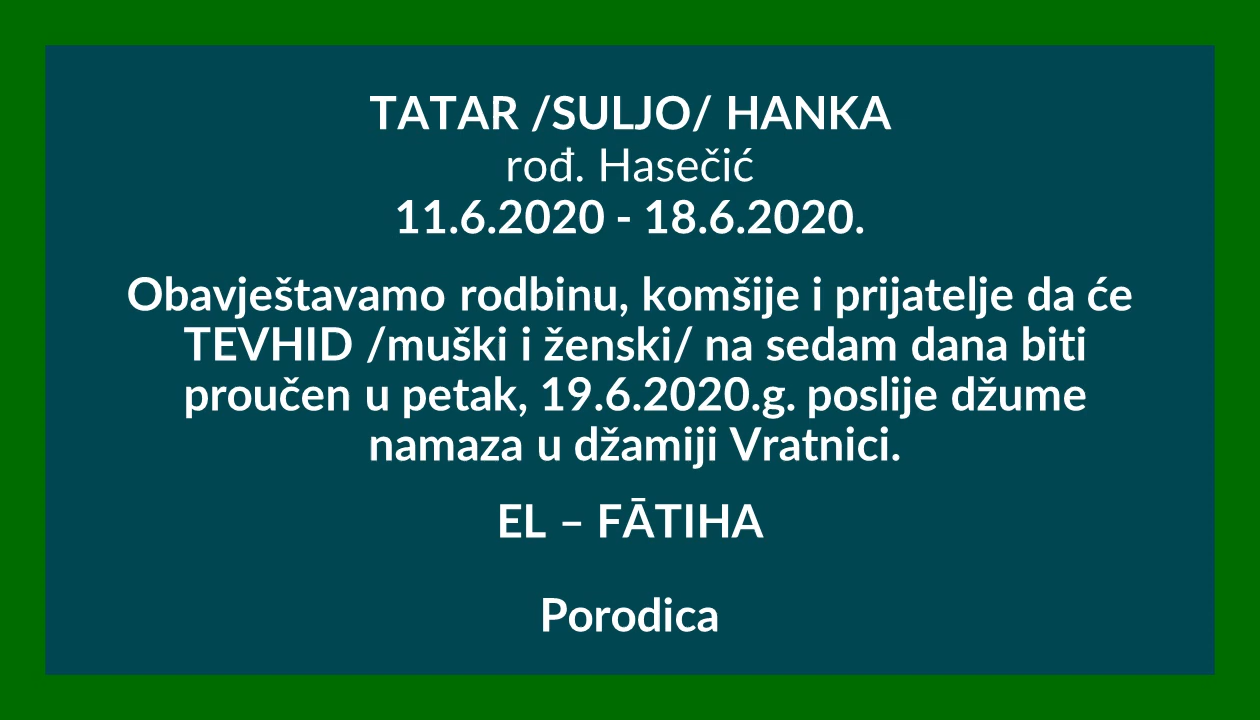 TATAR /SULJO/ HANKA
rođ. Hasečić
11.6.2020 - 18.6.2020.
Obavještavamo rodbinu, komšije i prijatelje da će
TEVHID /muški i ženski/ na sedam dana biti
proučen u petak, 19.6.2020.g. poslije džume
namaza u džamiji Vratnici.
EL – FĀTIHA
Porodica